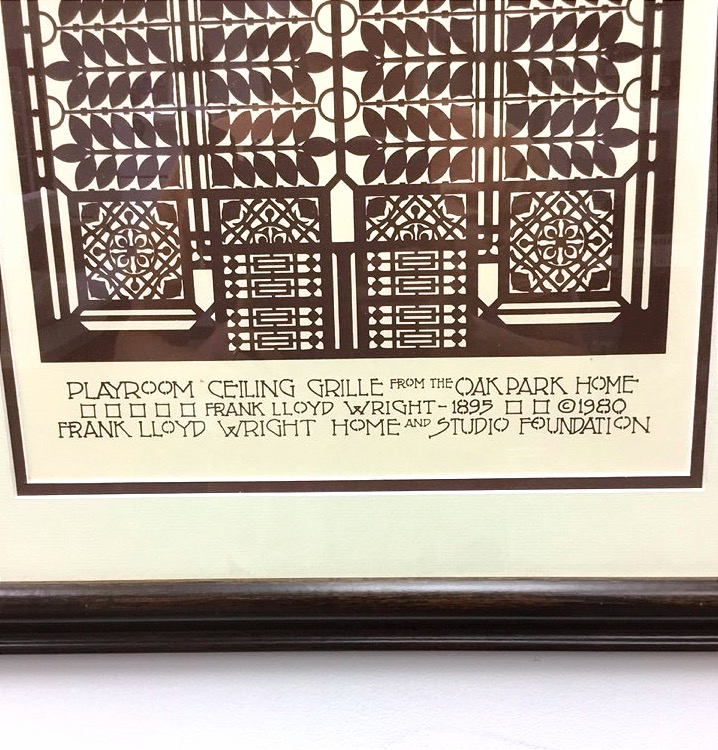 PLAYROOM CEILING GRILLE FROM THE OAK PARK HOME
□ □ □ □ □ FRANK LLOYD WRIGHT - 1895 □ □ ©1980
FRANK LLOYD WRIGHT HOME AND STUDIO FOUNDATION